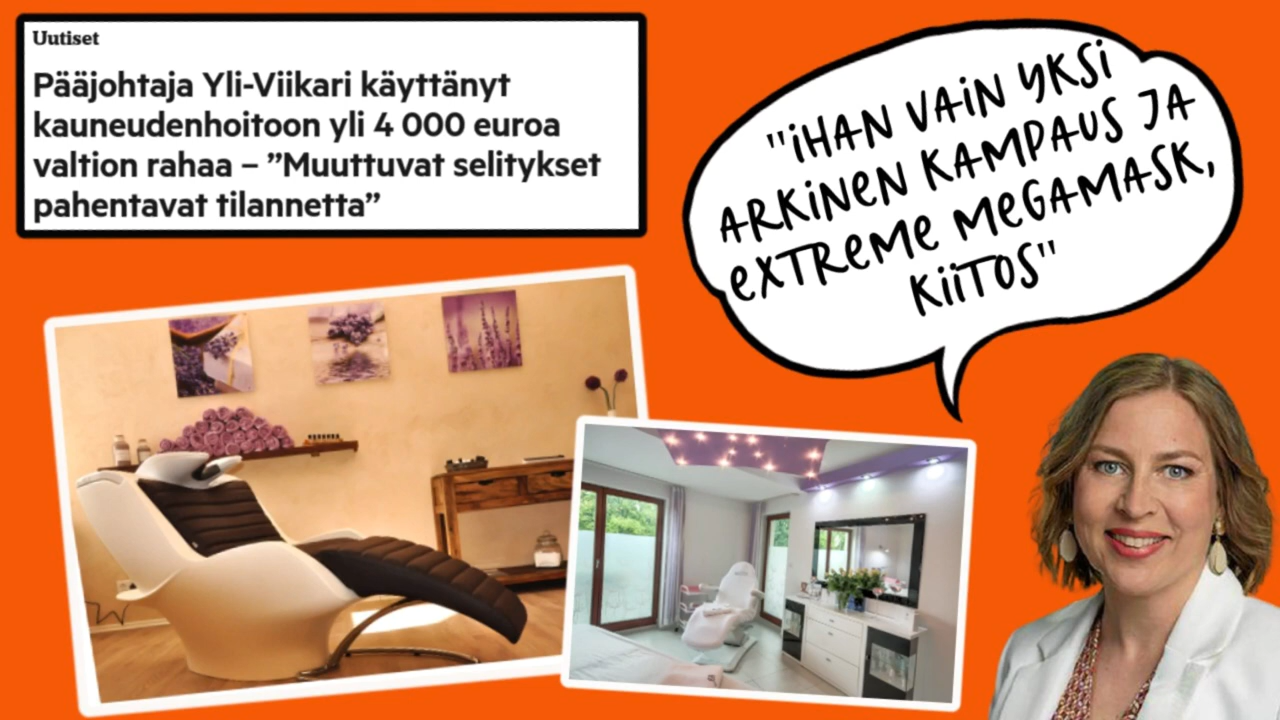 Uutiset
Pääjohtaja Yli-Viikari käyttänyt
kauneudenhoitoon yli 4 000 euroa
valtion rahaa – ”Muuttuvat selitykset
pahentavat tilannetta”
"iHAN VAiN YKSi
ARKiNeN KAMPAUS JA
eXTReMe MeGAMASK,
KiiTOS"